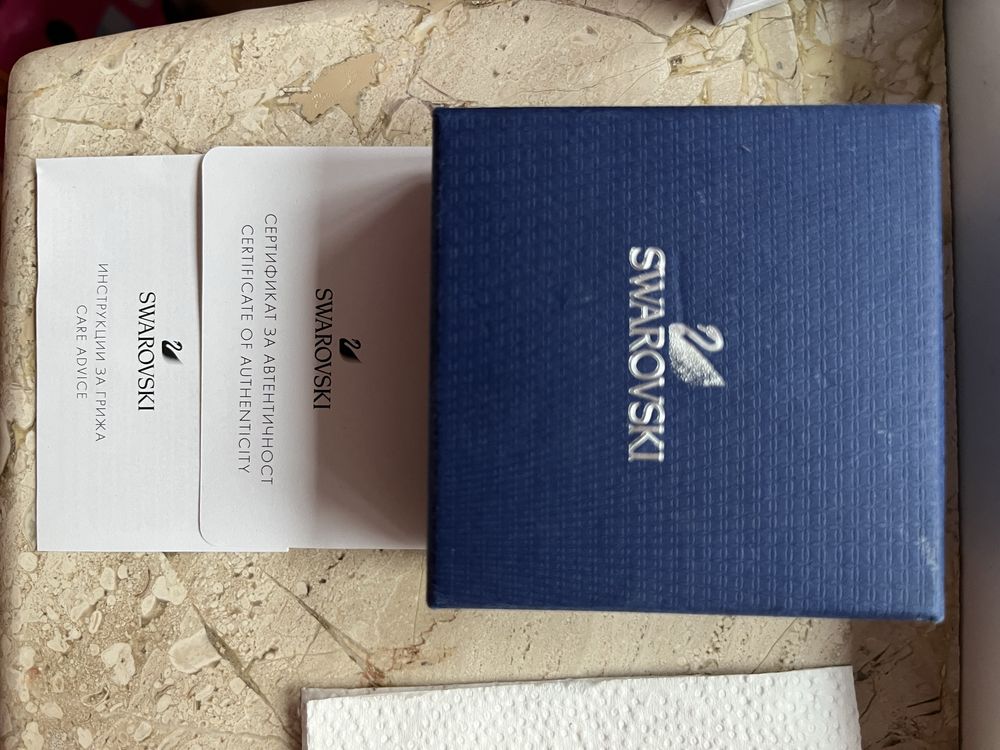 SWAROVSKI
ИНСТРУКЦИИ ЗА ГРИЖА
CARE ADVICE
SWAROVSKI
СЕРТИФИКАТ ЗА АВТЕНТИЧНОСТ
CERTIFICATE OF AUTHENTICITY
SWAROVSKI